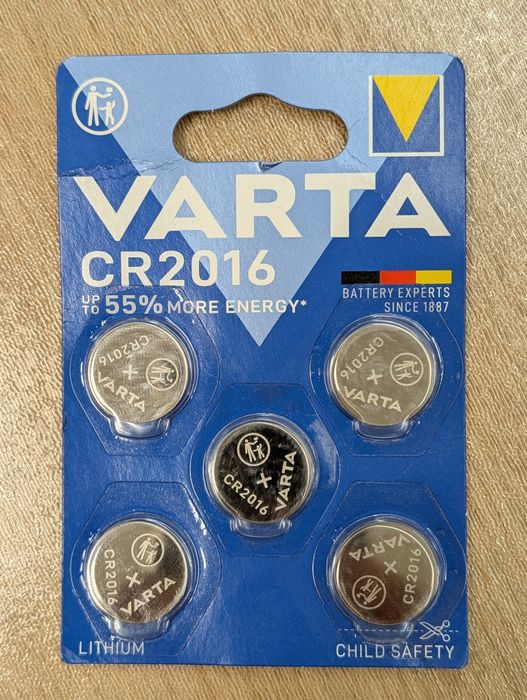 VARTA
CR2016
UP TO 55% MORE ENERGY*
BATTERY EXPERTS
SINCE 1887
CR2016
+
VARTA
CR2016
+
VARTA
+
CR2016
VARTA
CR2016
+
VARTA
VARTA
+
CR2016
LITHIUM
CHILD SAFETY